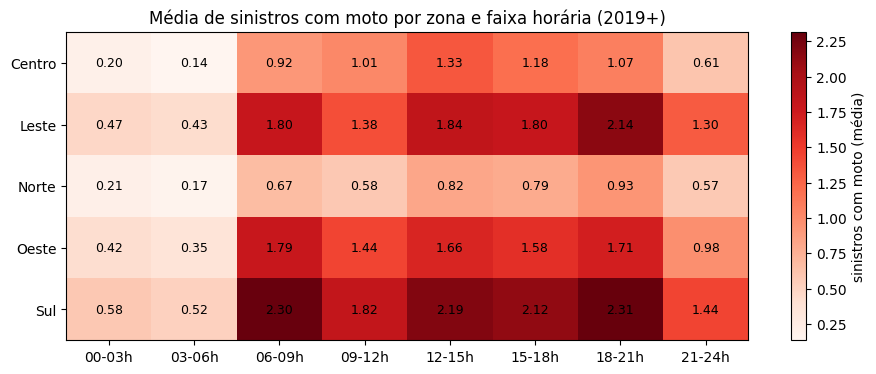 Média de sinistros com moto por zona e faixa horária (2019+)
Centro 0.20 0.14 0.92 1.01 1.33 1.18 1.07 0.61
Leste 0.47 0.43 1.80 1.38 1.84 1.80 2.14 1.30
Norte 0.21 0.17 0.67 0.58 0.82 0.79 0.93 0.57
Oeste 0.42 0.35 1.79 1.44 1.66 1.58 1.71 0.98
Sul 0.58 0.52 2.30 1.82 2.19 2.12 2.31 1.44
00-03h 03-06h 06-09h 09-12h 12-15h 15-18h 18-21h 21-24h
2.25
2.00
1.75
1.50
1.25
1.00
0.75
0.50
0.25
sinistros com moto (média)